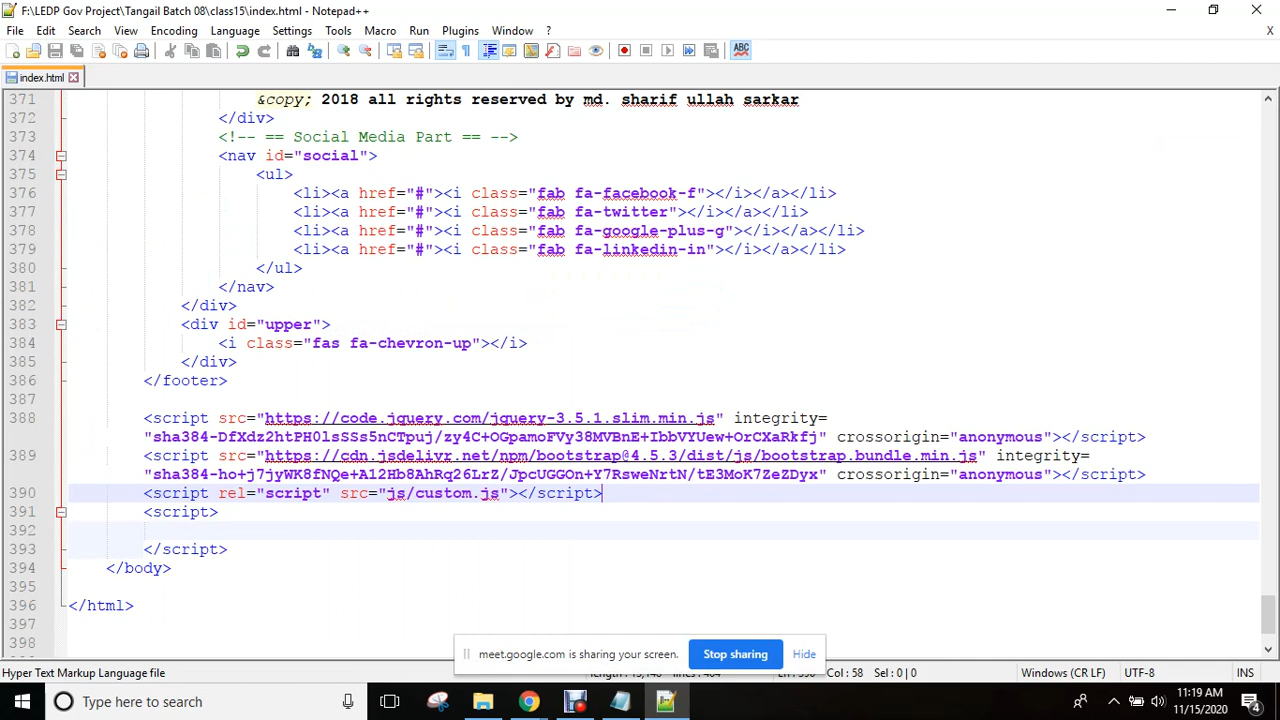 F:\LEDP Gov Project\Tangail Batch 08\class15\index.html - Notepad++
File Edit Search View Encoding Language Settings Tools Macro Run Plugins Window ? X
ABC
index.html
371 &copy; 2018 all rights reserved by md. sharif ullah sarkar
372 </div>
373 <!-- == Social Media Part == -->
374 <nav id="social">
375 <ul>
376 <li><a href="#"><i class="fab fa-facebook-f"></i></a></li>
377 <li><a href="#"><i class="fab fa-twitter"></i></a></li>
378 <li><a href="#"><i class="fab fa-google-plus-g"></i></a></li>
379 <li><a href="#"><i class="fab fa-linkedin-in"></i></a></li>
380 </ul>
381 </nav>
382 </div>
383 <div id="upper">
384 <i class="fas fa-chevron-up"></i>
385 </div>
386 </footer>
387
388 <script src="https://code.jquery.com/jquery-3.5.1.slim.min.js" integrity=
"sha384-DfXdz2htPH0lsSSs5nCTpuj/zy4C+OGpamoFVy38MVBnE+IbbVYUew+OrCXaRkfj" crossorigin="anonymous"></script>
389 <script src="https://cdn.jsdelivr.net/npm/bootstrap@4.5.3/dist/js/bootstrap.bundle.min.js" integrity=
"sha384-ho+j7jyWK8fNQe+A12Hb8AhRq26LrZ/JpcUGGOn+Y7RsweNrtN/tE3MoK7ZeZDyx" crossorigin="anonymous"></script>
390 <script rel="script" src="js/custom.js"></script>
391 <script>
392
393 </script>
394 </body>
395
396 </html>
397
398
meet.google.com is sharing your screen. Stop sharing Hide
Hyper Text Markup Language file Col : 58 Sel : 0 | 0 Windows (CR LF) UTF-8 INS
Type here to search
11:19 AM
11/15/2020
4